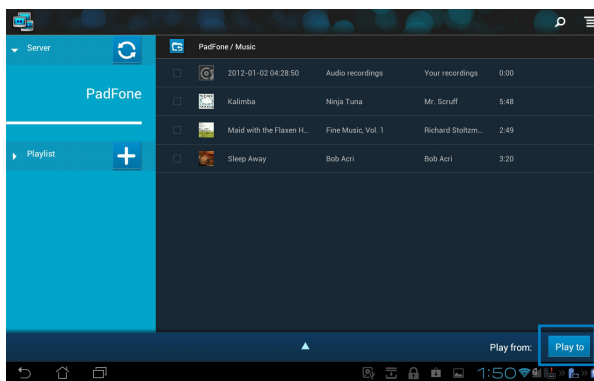 Server
PadFone / Music
2012-01-02 04:28:50 Audio recordings Your recordings 0:00
PadFone
Kalimba Ninja Tuna Mr. Scruff 5:48
Maid with the Flaxen H... Fine Music, Vol. 1 Richard Stoltzm... 2:49
Playlist
Sleep Away Bob Acri Bob Acri 3:20
Play from: Play to
1:50